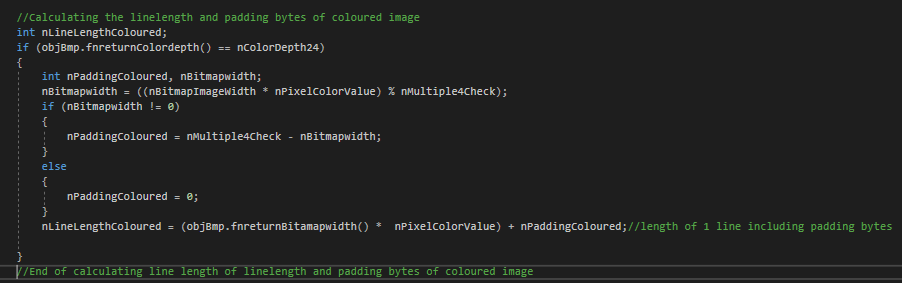 //Calculating the linelength and padding bytes of coloured image
int nLineLengthColoured;
if (objBmp.fnreturnColordepth() == nColorDepth24)
{
    int nPaddingColoured, nBitmapwidth;
    nBitmapwidth = ((nBitmapImageWidth * nPixelColorValue) % nMultiple4Check);
    if (nBitmapwidth != 0)
    {
        nPaddingColoured = nMultiple4Check - nBitmapwidth;
    }
    else
    {
        nPaddingColoured = 0;
    }
    nLineLengthColoured = (objBmp.fnreturnBitamapwidth() *  nPixelColorValue) + nPaddingColoured;//length of 1 line including padding bytes
}
//End of calculating line length of linelength and padding bytes of coloured image